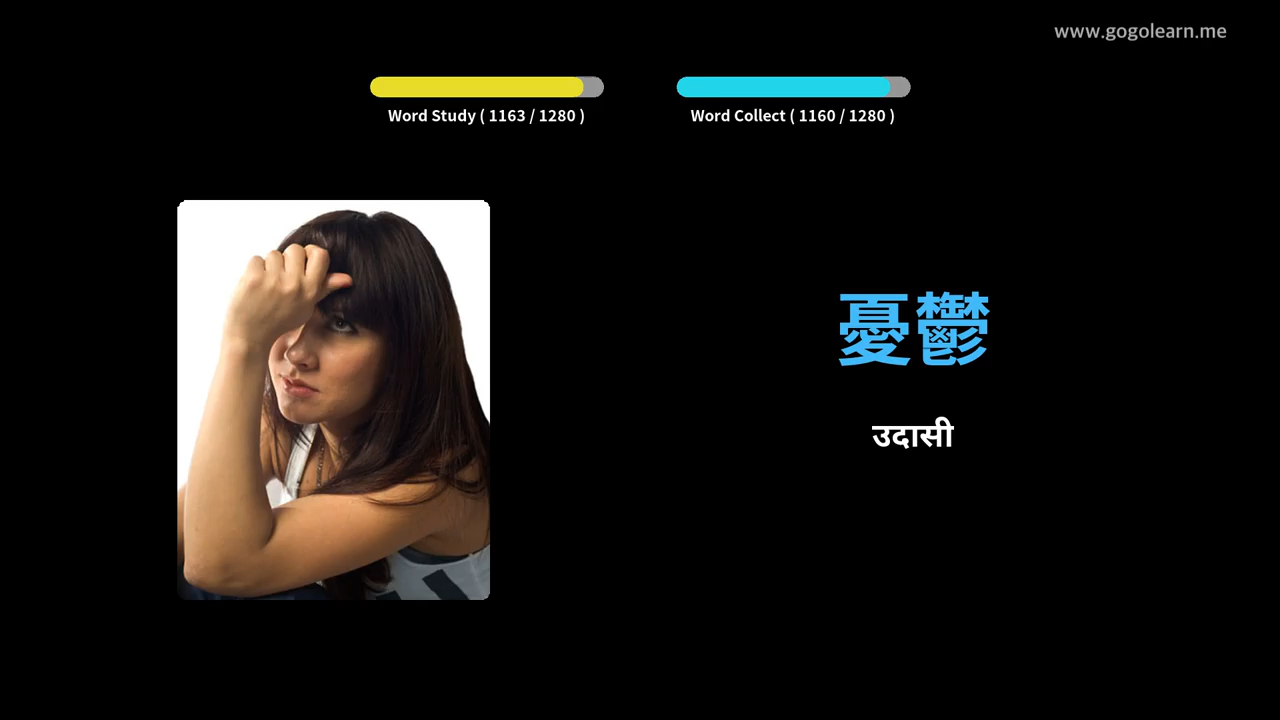 www.gogolearn.me
Word Study ( 1163 / 1280 )
Word Collect ( 1160 / 1280 )
憂鬱
उदासी